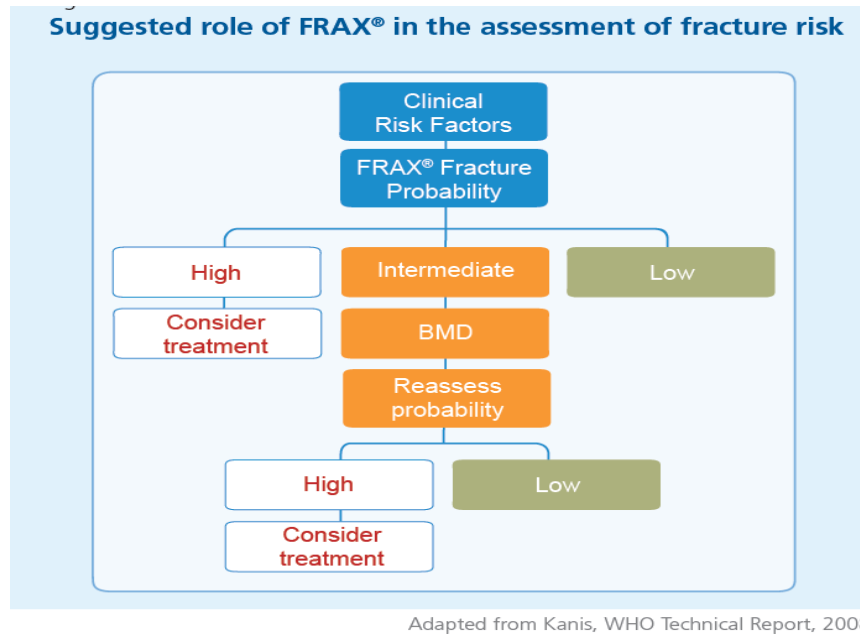 Suggested role of FRAX® in the assessment of fracture risk
Clinical
Risk Factors
FRAX® Fracture
Probability
High
Intermediate
Low
Consider
treatment
BMD
Reassess
probability
High
Low
Consider
treatment
Adapted from Kanis, WHO Technical Report,